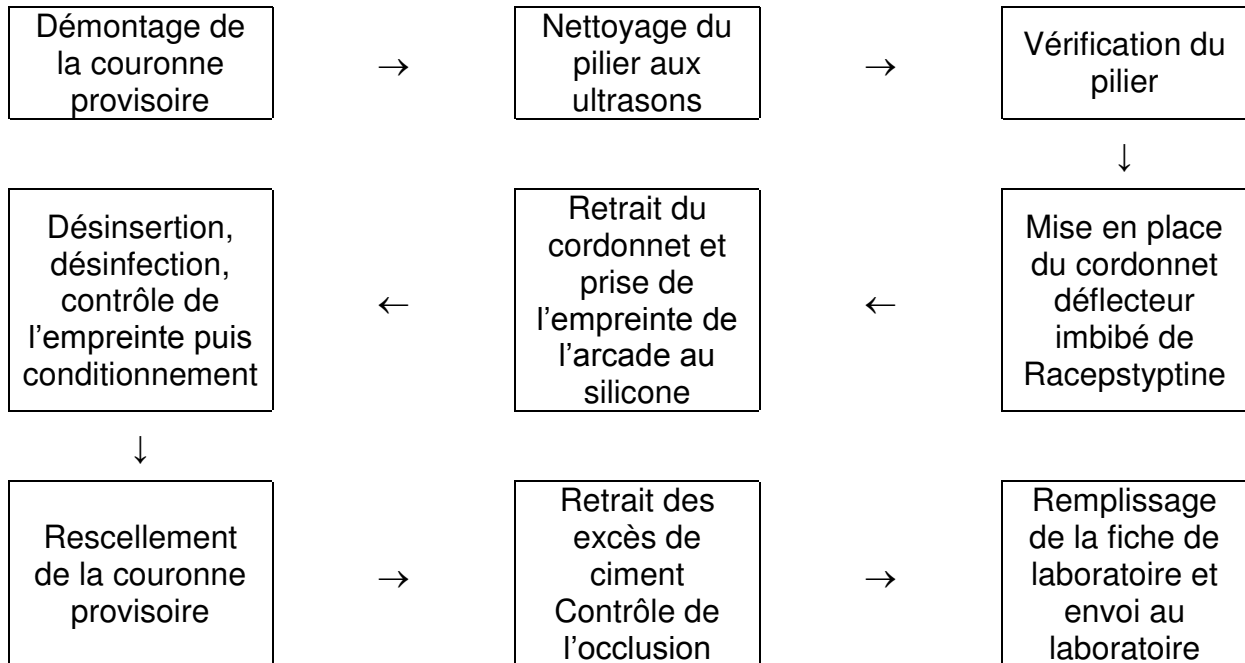 Démontage de
la couronne
provisoire
→
Nettoyage du
pilier aux
ultrasons
→
Vérification du
pilier
↓
Mise en place
du cordonnet
déflecteur
imbibé de
Racepstyptine
←
Retrait du
cordonnet et
prise de
l’empreinte de
l’arcade au
silicone
←
Désinsertion,
désinfection,
contrôle de
l’empreinte puis
conditionnement
↓
Rescellement
de la couronne
provisoire
→
Retrait des
excès de
ciment
Contrôle de
l’occlusion
→
Remplissage
de la fiche de
laboratoire et
envoi au
laboratoire